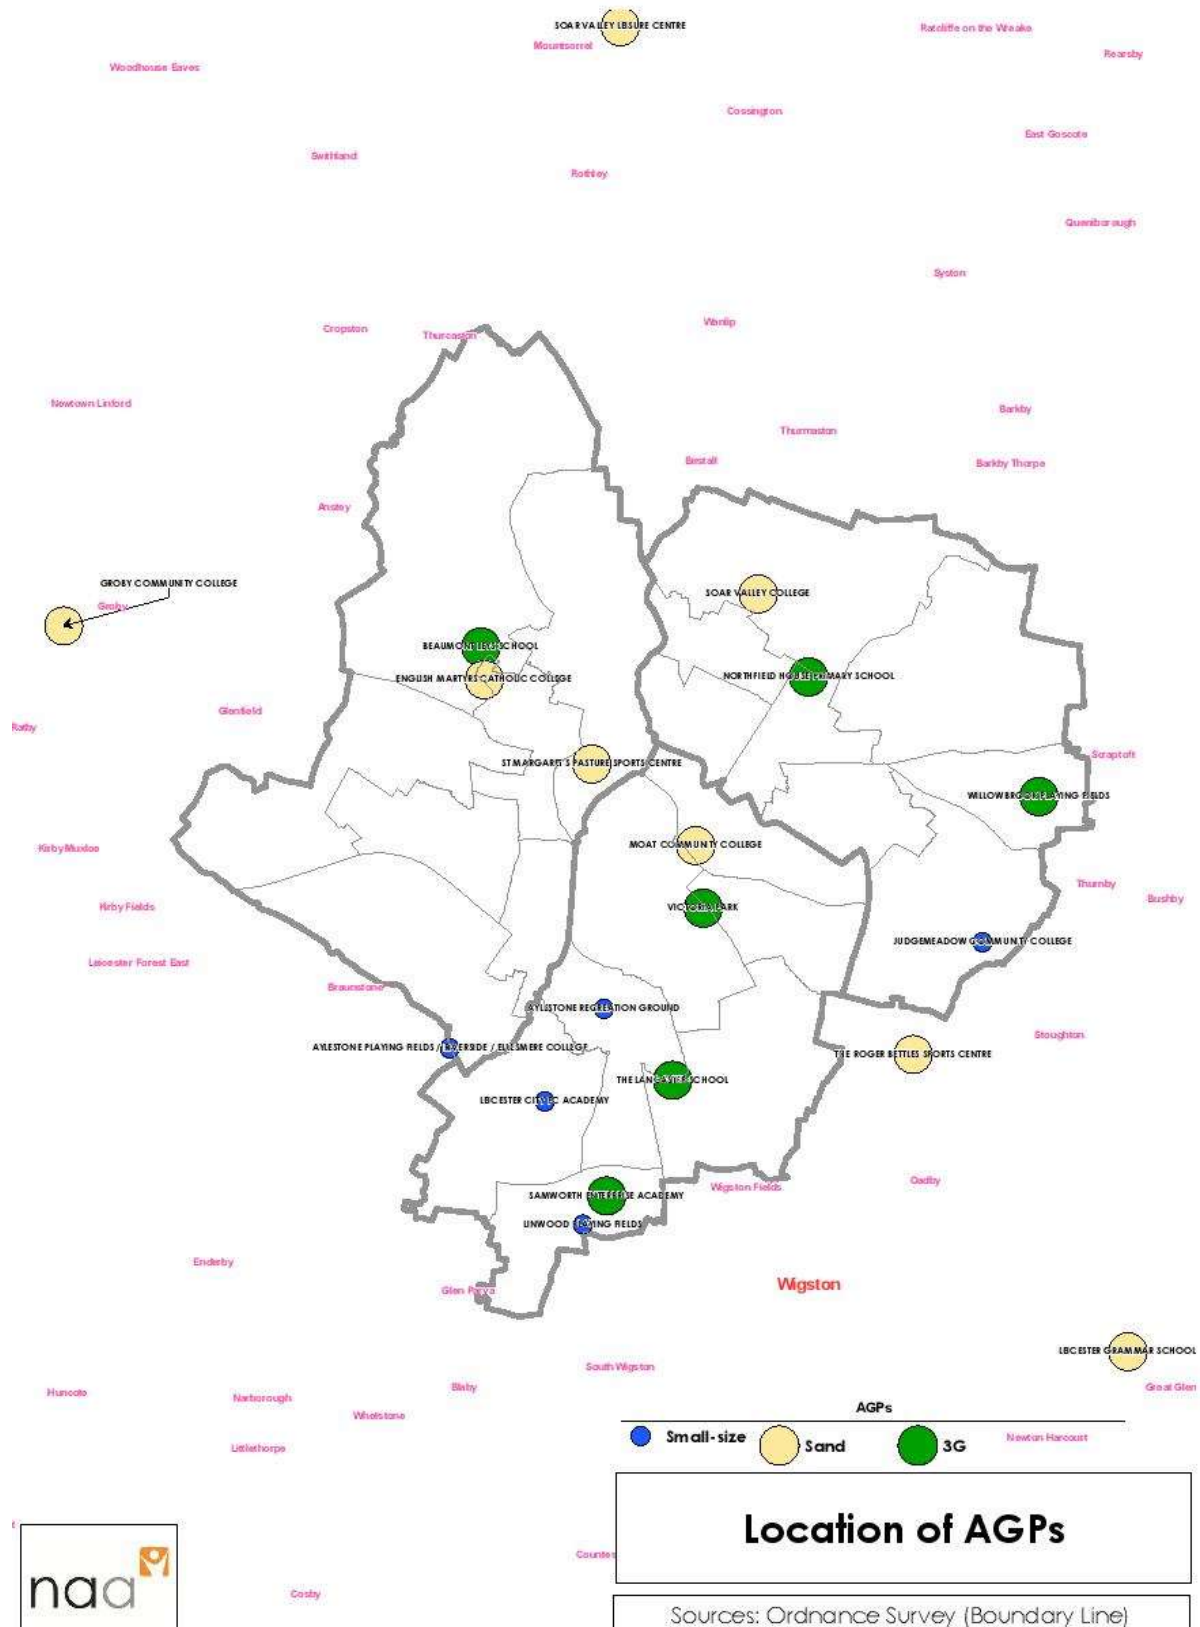 SOAR VALLEY LEISURE CENTRE
Ratcliffe on the Wreake
Mountsorrel
Rearsby
Woodhouse Eaves
Cossington
East Goscote
Swithland
Rothley
Queniborough
Syston
Wanlip
Cropston
Thurcaston
Newtown Linford
Barkby
Thurmaston
Birstall
Barkby Thorpe
Anstey
GROBY COMMUNITY COLLEGE
SOAR VALLEY COLLEGE
Groby
BEAUMONT LEYS SCHOOL
ENGLISH MARTYRS CATHOLIC COLLEGE
NORTHFIELD HOUSE PRIMARY SCHOOL
Glenfield
Ratby
Scraptoft
ST MARGARET'S PASTURE SPORTS CENTRE
WILLOWBROOK PLAYING FIELDS
MOAT COMMUNITY COLLEGE
Kirby Muxloe
Thurnby
Bushby
Kirby Fields
VICTORIA PARK
JUDGEMEADOW COMMUNITY COLLEGE
Leicester Forest East
Braunstone
AYLESTONE RECREATION GROUND
Stoughton
AYLESTONE PLAYING FIELDS / RIVERSIDE / ELLESMERE COLLEGE
THE ROGER BETTLES SPORTS CENTRE
THE LANCASTER SCHOOL
LEICESTER CITY FC ACADEMY
Oadby
Wigston Fields
SAMWORTH ENTERPRISE ACADEMY
LINWOOD PLAYING FIELDS
Enderby
Wigston
Glen Parva
LEICESTER GRAMMAR SCHOOL
South Wigston
Great Glen
Blaby
Huncote
Narborough
Whetstone
AGPs
Small-size
Sand
3G
Newton Harcourt
Littlethorpe
Location of AGPs
Countes
naa
Cosby
Sources: Ordnance Survey (Boundary Line)